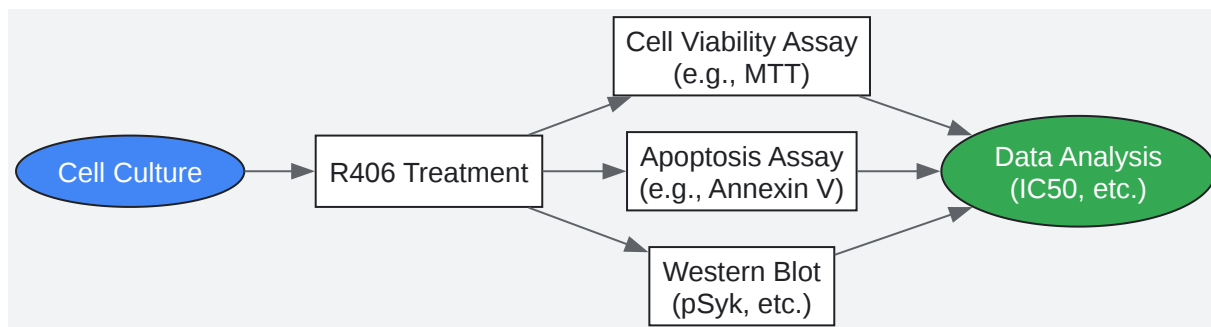 Cell Culture
R406 Treatment
Cell Viability Assay
(e.g., MTT)
Apoptosis Assay
(e.g., Annexin V)
Western Blot
(pSyk, etc.)
Data Analysis
(IC50, etc.)